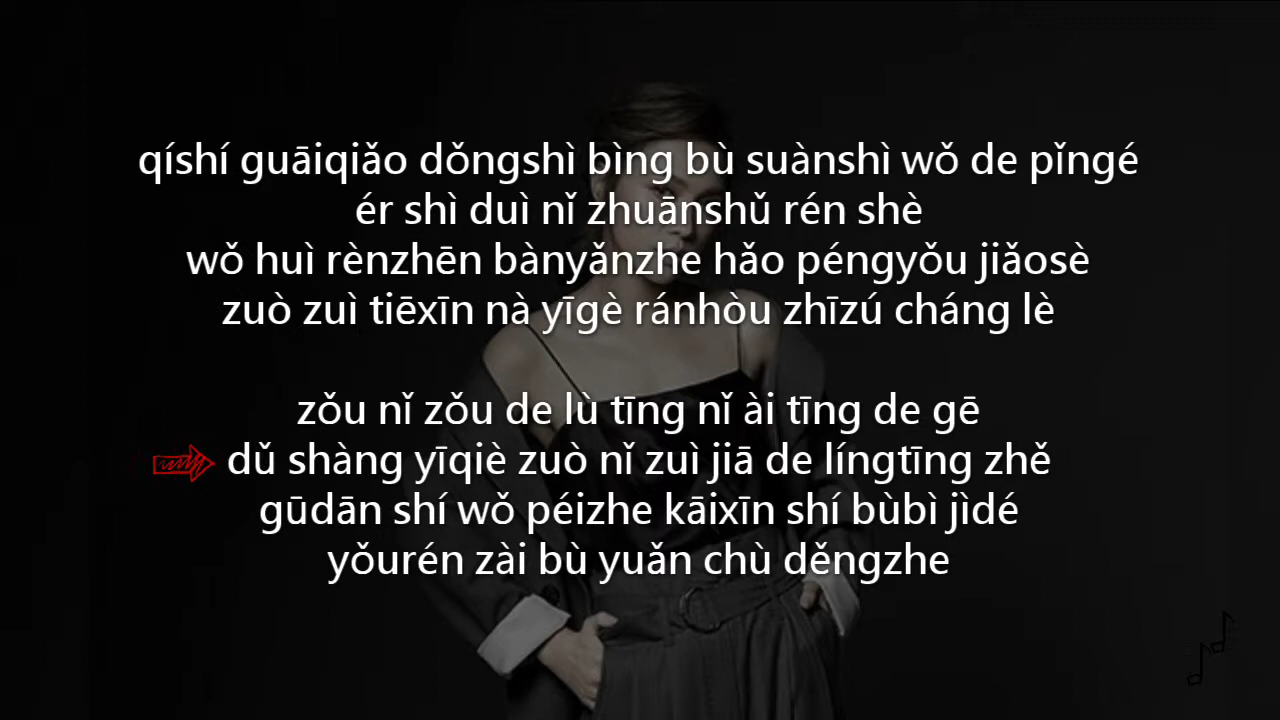 qíshí guāiqiǎo dǒngshì bìng bù suànshì wǒ de pǐngé
ér shì duì nǐ zhuānshǔ rén shè
wǒ huì rènzhēn bànyǎnzhe hǎo péngyǒu jiǎosè
zuò zuì tiēxīn nà yīgè ránhòu zhīzú cháng lè
zǒu nǐ zǒu de lù tīng nǐ ài tīng de gē
dǔ shàng yīqiè zuò nǐ zuì jiā de língtīng zhě
gūdān shí wǒ péizhe kāixīn shí bùbì jìdé
yǒurén zài bù yuǎn chù děngzhe